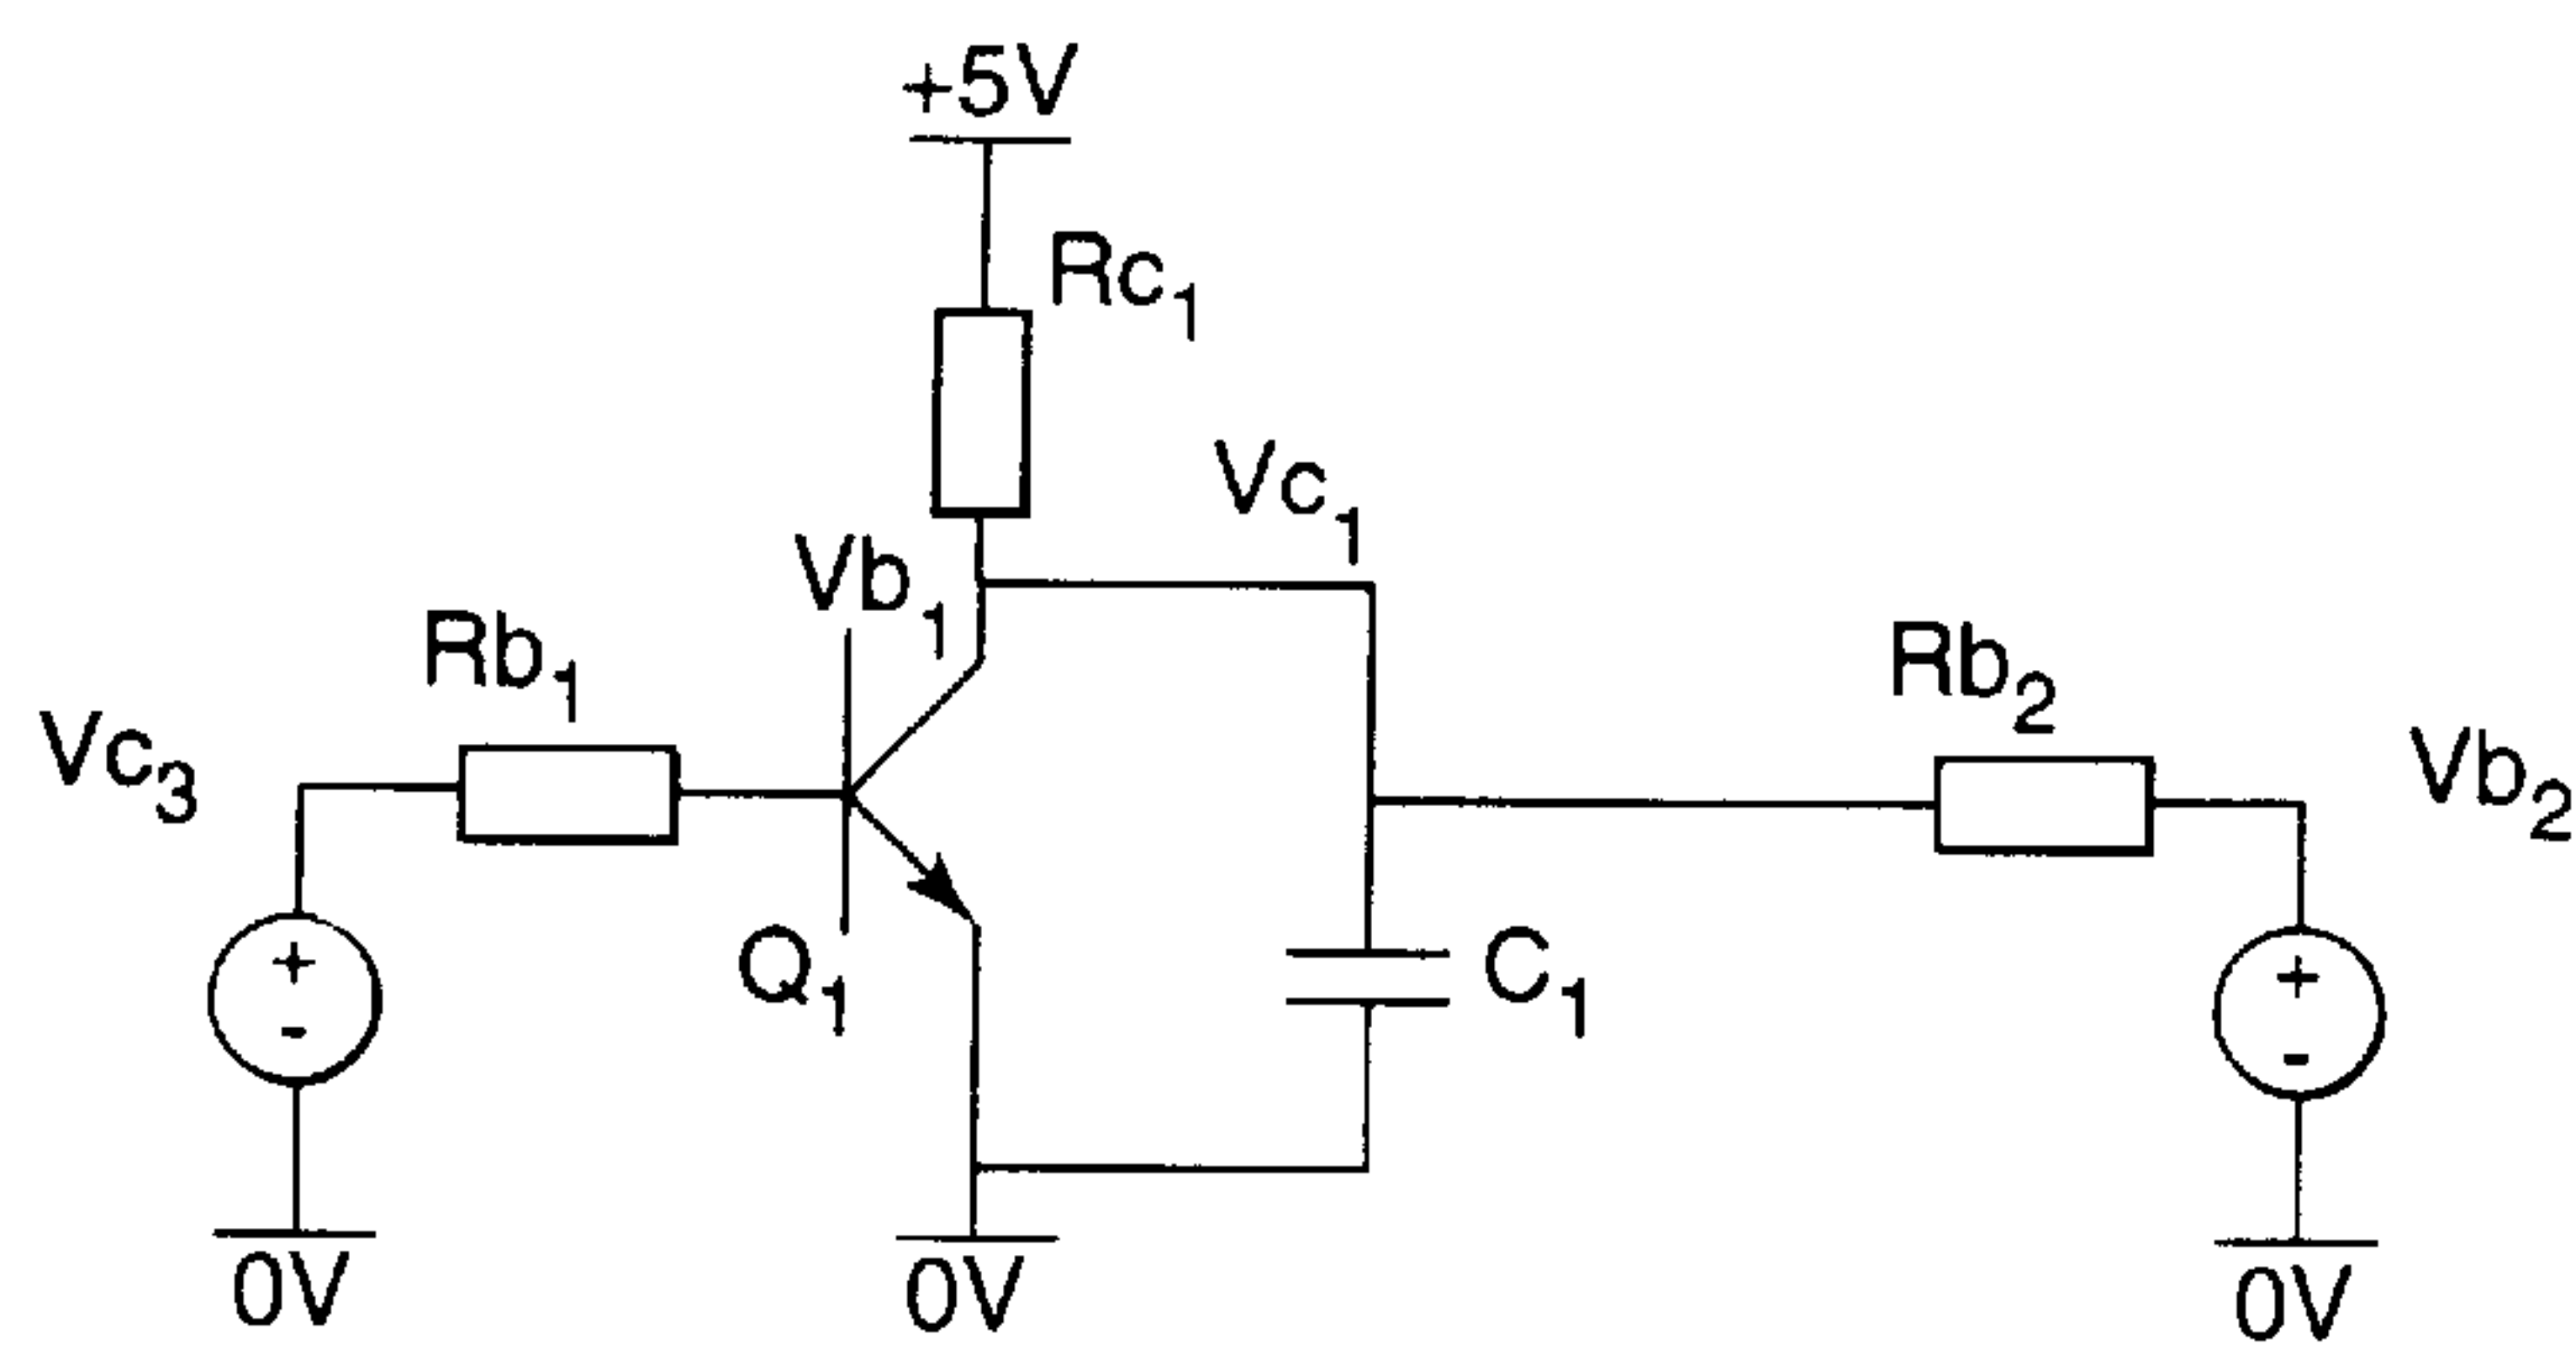 +5V
Rc1
Vc1
Vb1
Rb1
Rb2
Vc3
Vb2
+
-
Q1
C1
+
-
0V
0V
0V